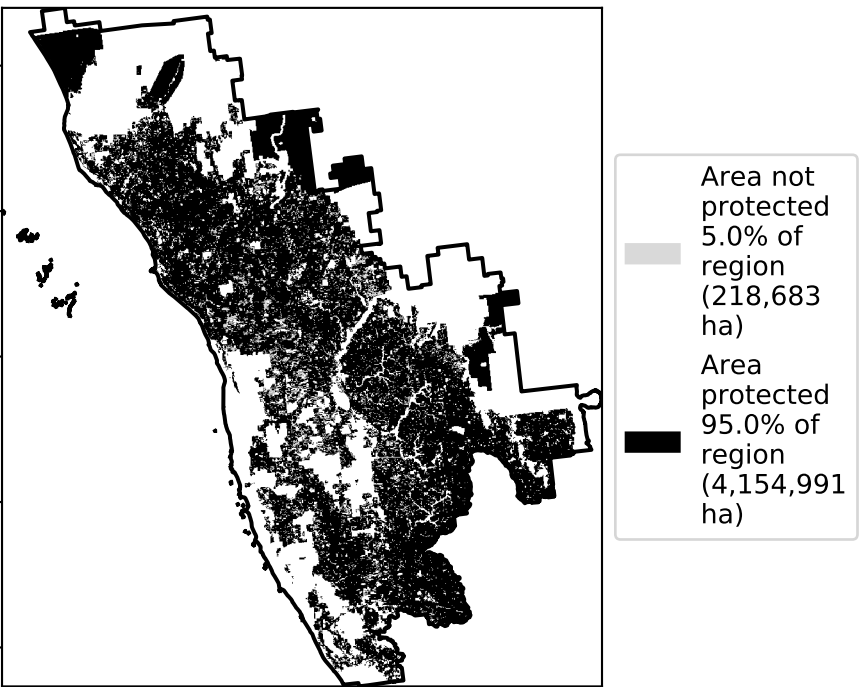 Area not
protected
5.0% of
region
(218,683
ha)
Area
protected
95.0% of
region
(4,154,991
ha)